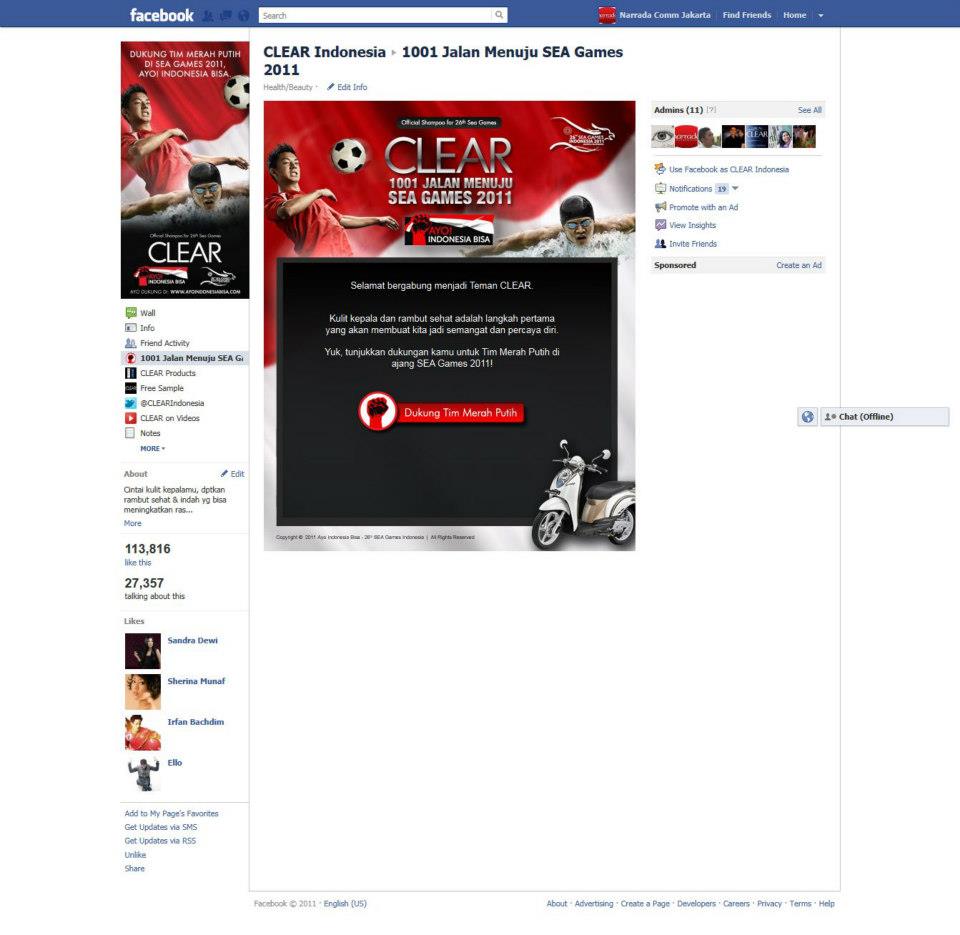 facebook
Search
Narrada Comm Jakarta
Find Friends
Home
DUKUNG TIM MERAH PUTIH
DI SEA GAMES 2011,
AYO! INDONESIA BISA.
Official Shampoo for 26th Sea Games
CLEAR
AYO!
INDONESIA BISA
AYO DUKUNG DI: WWW.AYOINDONESIABISA.COM
Wall
Info
Friend Activity
1001 Jalan Menuju SEA Ga
CLEAR Products
Free Sample
@CLEARIndonesia
CLEAR on Videos
Notes
MORE
About
Edit
Cintai kulit kepalamu, dptkan
rambut sehat & indah yg bisa
meningkatkan ras...
More
113,816
like this
27,357
talking about this
Likes
Sandra Dewi
Sherina Munaf
Irfan Bachdim
Ello
Add to My Page's Favorites
Get Updates via SMS
Get Updates via RSS
Unlike
Share
CLEAR Indonesia ▸ 1001 Jalan Menuju SEA Games
2011
Health/Beauty ·
Edit Info
Official Shampoo for 26th Sea Games
26th SEA GAMES
INDONESIA 2011
CLEAR
1001 JALAN MENUJU
SEA GAMES 2011
AYO!
INDONESIA BISA
Selamat bergabung menjadi Teman CLEAR.
Kulit kepala dan rambut sehat adalah langkah pertama
yang akan membuat kita jadi semangat dan percaya diri.
Yuk, tunjukkan dukungan kamu untuk Tim Merah Putih di
ajang SEA Games 2011!
Dukung Tim Merah Putih
Copyright © 2011 Ayo Indonesia Bisa - 26th SEA Games Indonesia | All Rights Reserved
Admins (11) [?]
See All
CLEAR
Use Facebook as CLEAR Indonesia
Notifications 19
Promote with an Ad
View Insights
Invite Friends
Sponsored
Create an Ad
Chat (Offline)
Facebook © 2011 · English (US)
About · Advertising · Create a Page · Developers · Careers · Privacy · Terms · Help